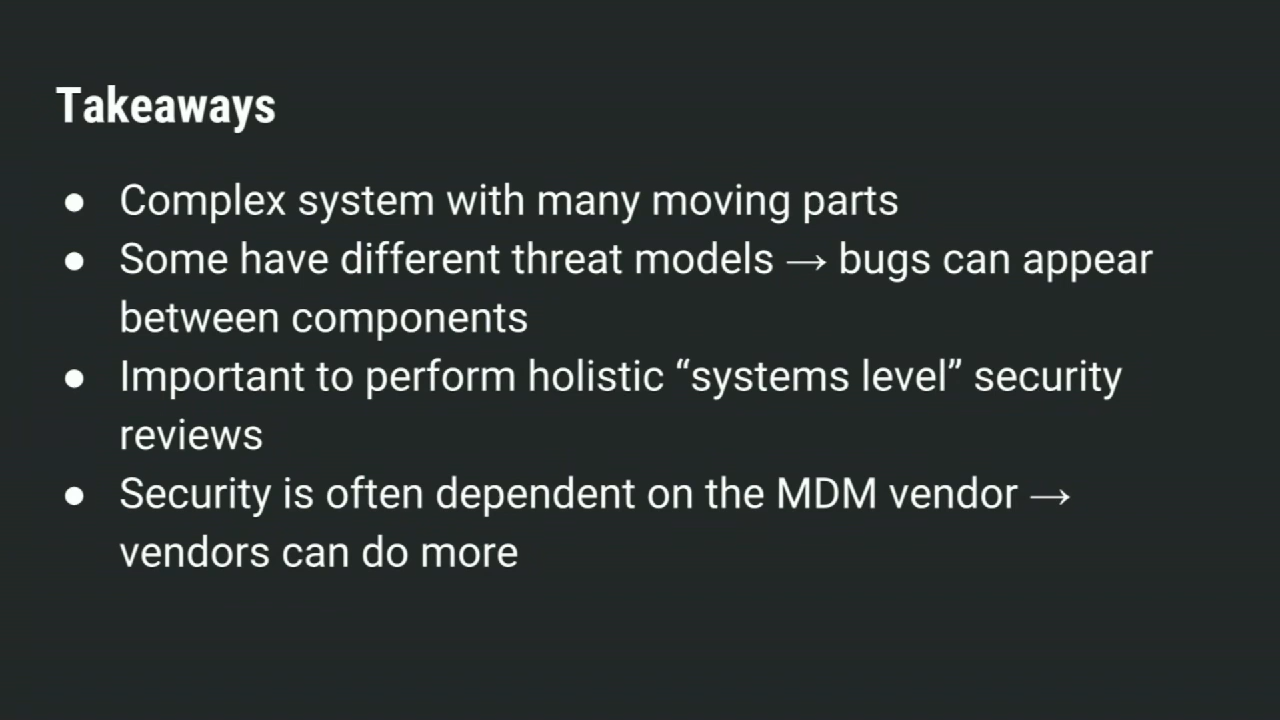 Takeaways
● Complex system with many moving parts
● Some have different threat models → bugs can appear
between components
● Important to perform holistic “systems level” security
reviews
● Security is often dependent on the MDM vendor →
vendors can do more